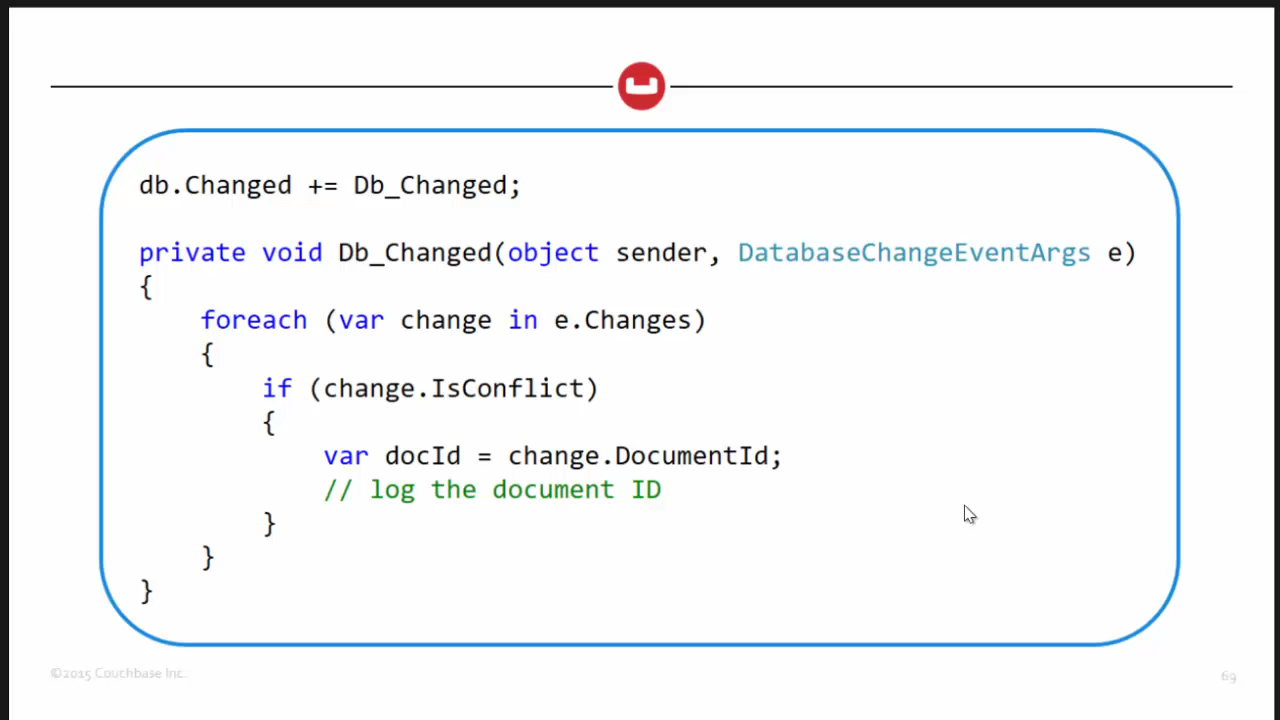 db.Changed += Db_Changed;
private void Db_Changed(object sender, DatabaseChangeEventArgs e)
{
foreach (var change in e.Changes)
{
if (change.IsConflict)
{
var docId = change.DocumentId;
// log the document ID
}
}
}
©2015 Couchbase Inc.
69